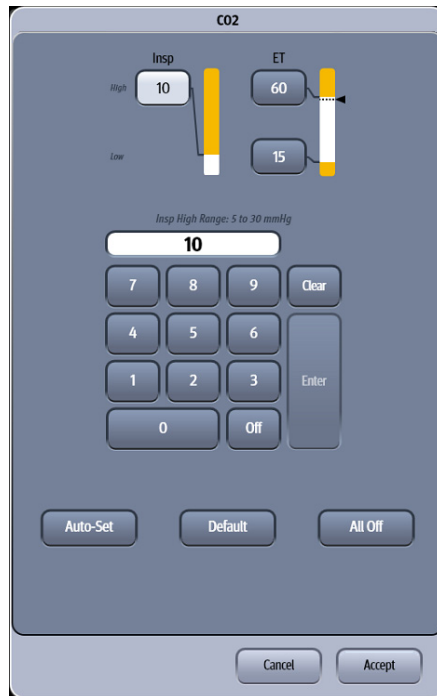 CO2
Insp ET
High 10 60
Low 15
Insp High Range: 5 to 30 mmHg
10
7 8 9 Clear
4 5 6
1 2 3 Enter
0 Off
Auto-Set Default All Off
Cancel Accept